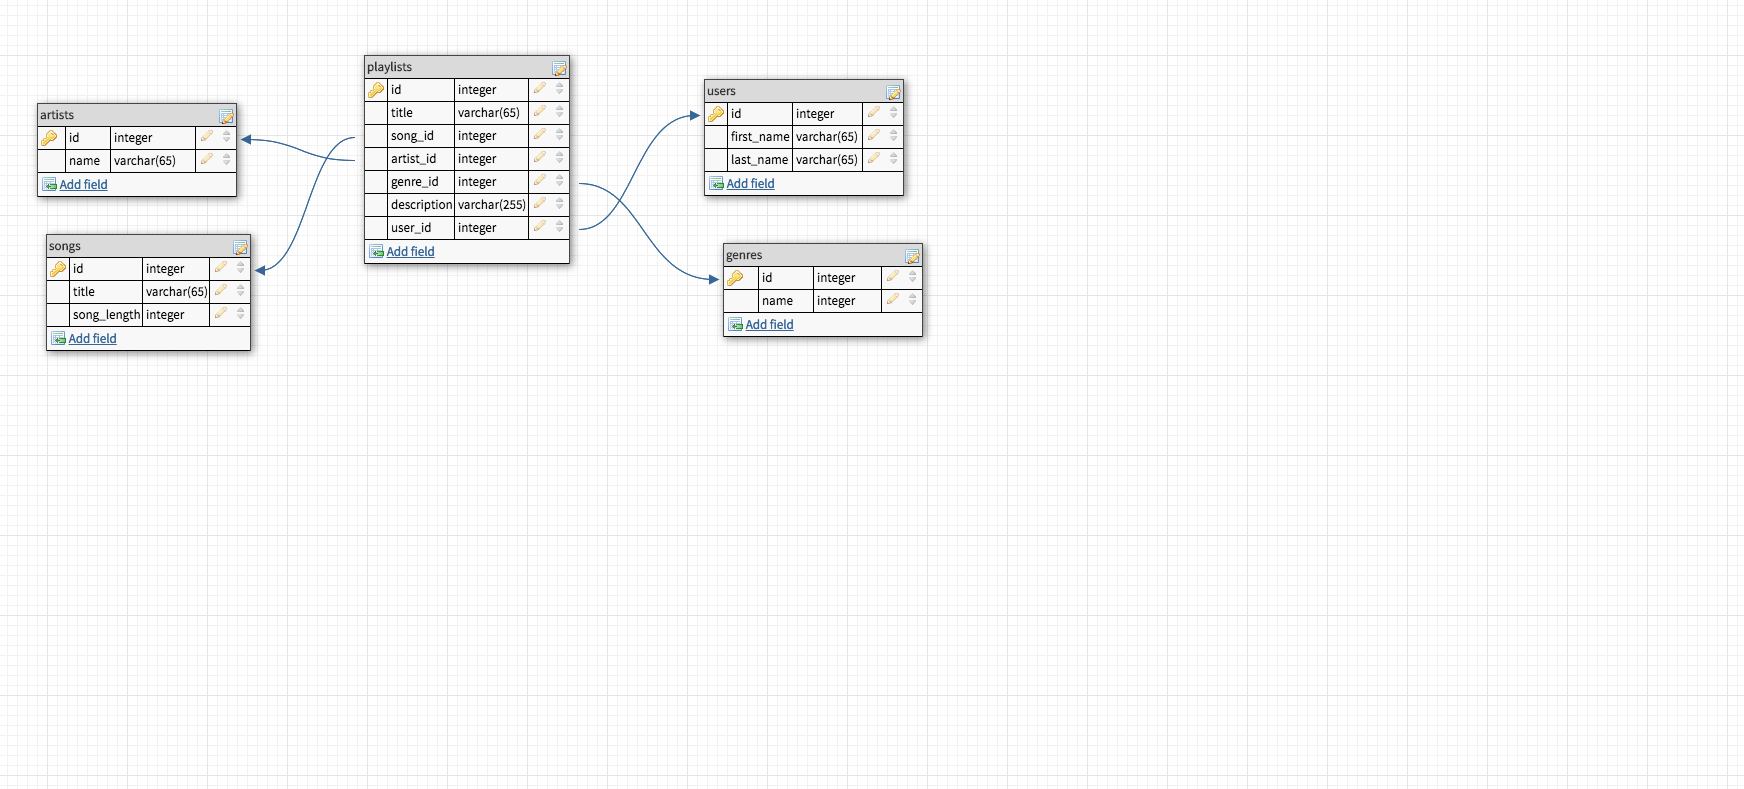 artists
id integer
name varchar(65)
Add field
songs
id integer
title varchar(65)
song_length integer
Add field
playlists
id integer
title varchar(65)
song_id integer
artist_id integer
genre_id integer
description varchar(255)
user_id integer
Add field
users
id integer
first_name varchar(65)
last_name varchar(65)
Add field
genres
id integer
name integer
Add field